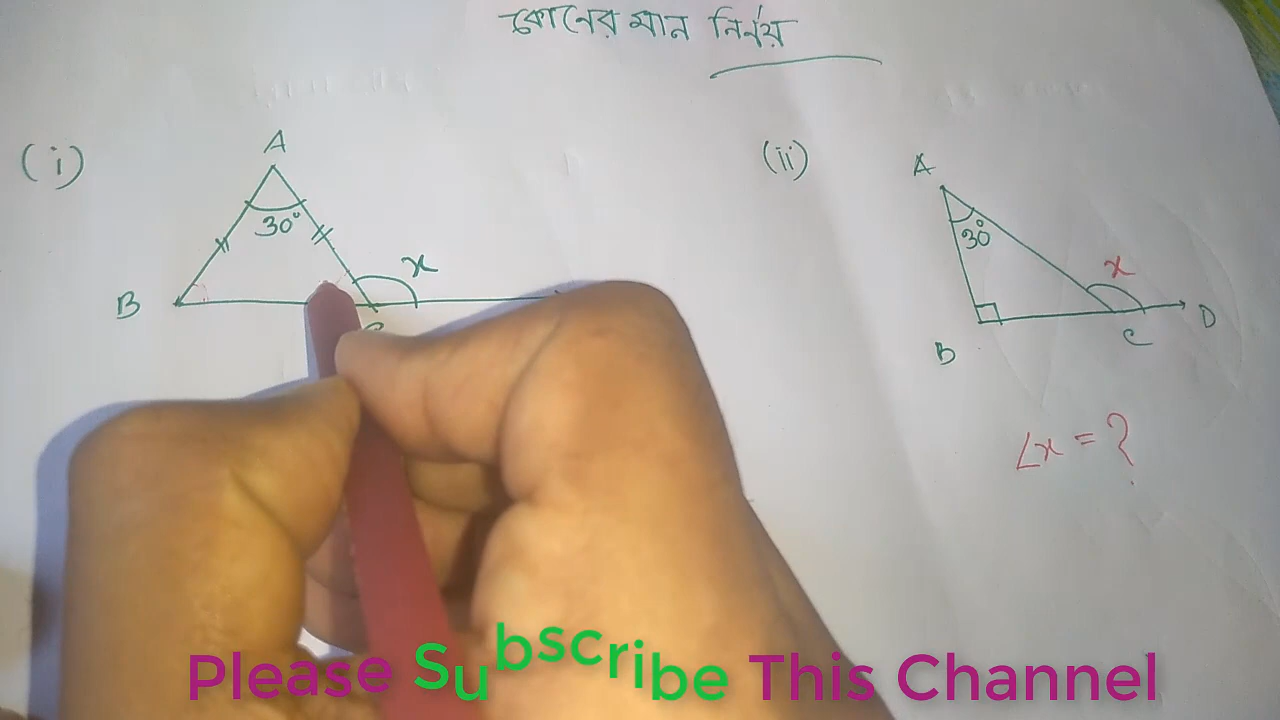 কোনের মান নির্ণয়
(i)
A
30°
x
B
C
(ii)
A
30°
x
B
C
D
∠x = ?
Please Subscribe This Channel